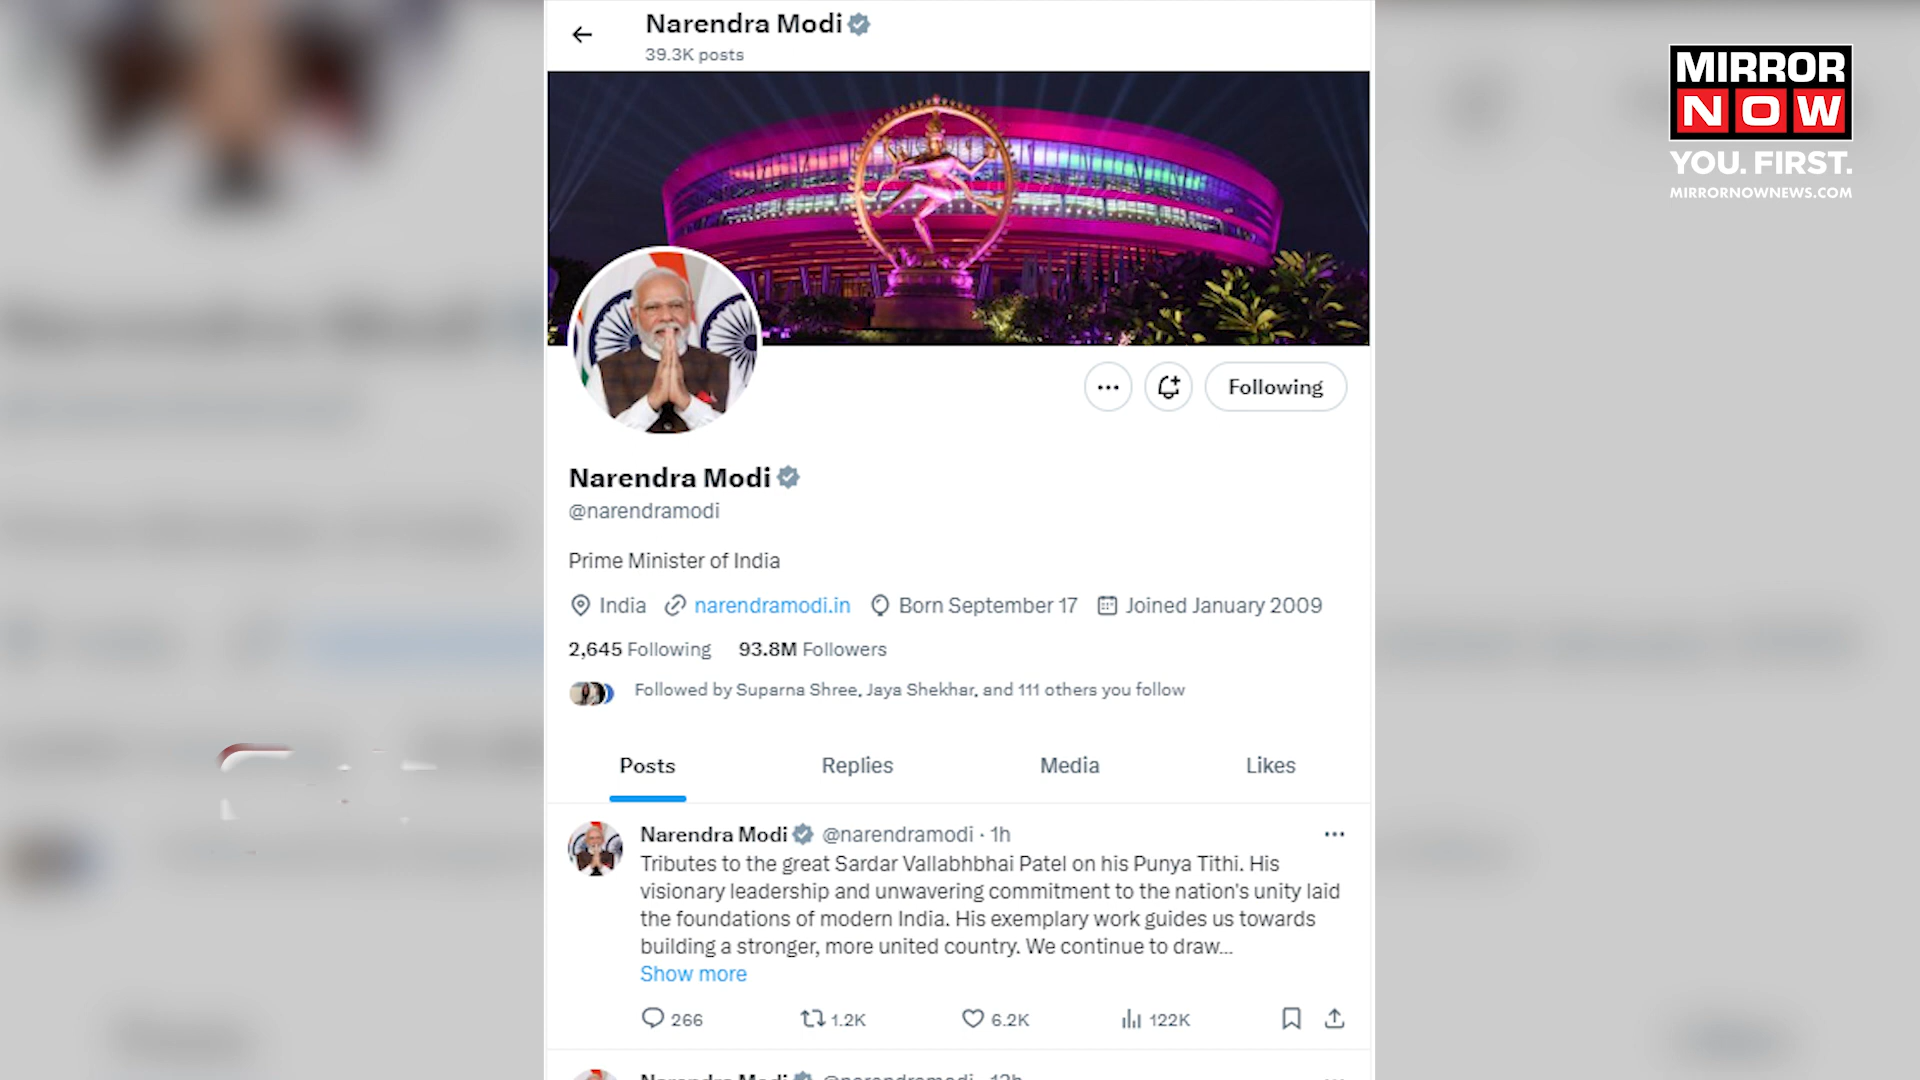 Narendra Modi
39.3K posts
MIRROR
NOW
YOU. FIRST.
MIRRORNOWNEWS.COM
Following
Narendra Modi
@narendramodi
Prime Minister of India
India narendramodi.in Born September 17 Joined January 2009
2,645 Following 93.8M Followers
Followed by Suparna Shree, Jaya Shekhar, and 111 others you follow
Posts Replies Media Likes
Narendra Modi @narendramodi · 1h
Tributes to the great Sardar Vallabhbhai Patel on his Punya Tithi. His
visionary leadership and unwavering commitment to the nation's unity laid
the foundations of modern India. His exemplary work guides us towards
building a stronger, more united country. We continue to draw...
Show more
266 1.2K 6.2K 122K
Narendra Modi @narendramodi